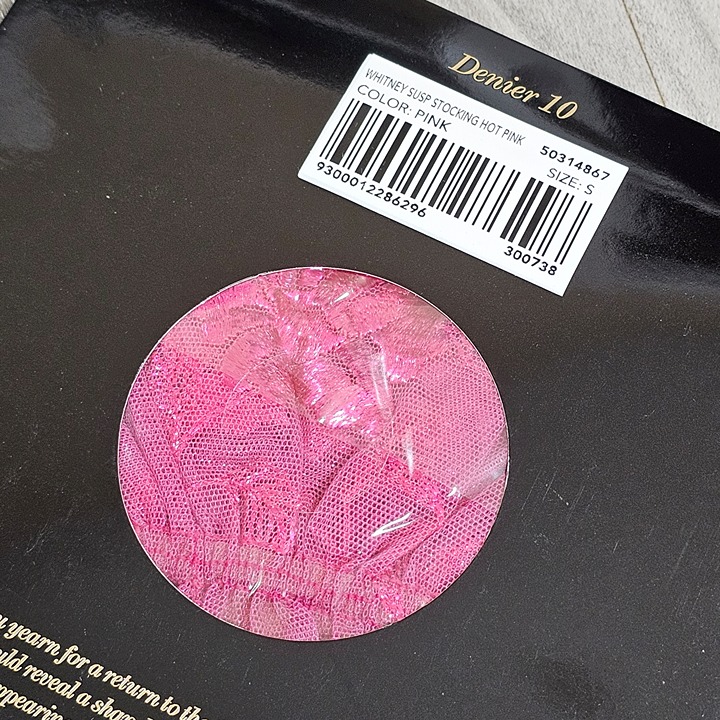 Denier 10
WHITNEY SUSP STOCKING HOT PINK
COLOR: PINK
50314867
SIZE: S
9300012286296
300738
yearn for a return to the
reveal a